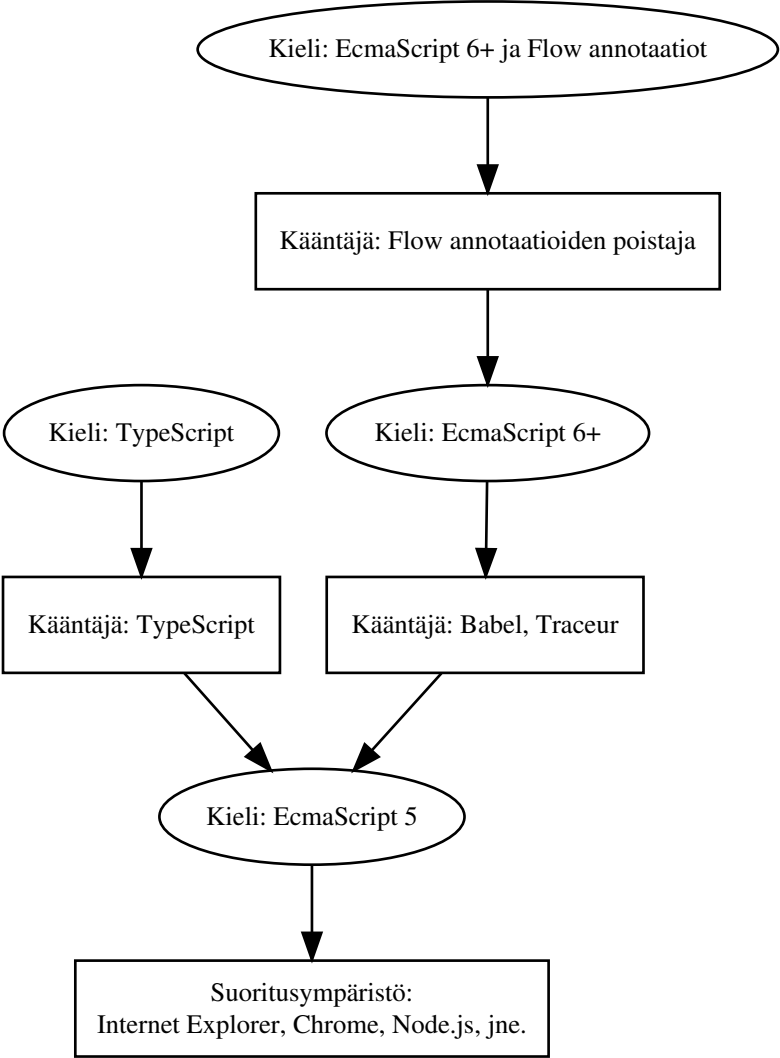 Kieli: EcmaScript 6+ ja Flow annotaatiot
Kääntäjä: Flow annotaatioiden poistaja
Kieli: TypeScript
Kieli: EcmaScript 6+
Kääntäjä: TypeScript
Kääntäjä: Babel, Traceur
Kieli: EcmaScript 5
Suoritusympäristö:
Internet Explorer, Chrome, Node.js, jne.